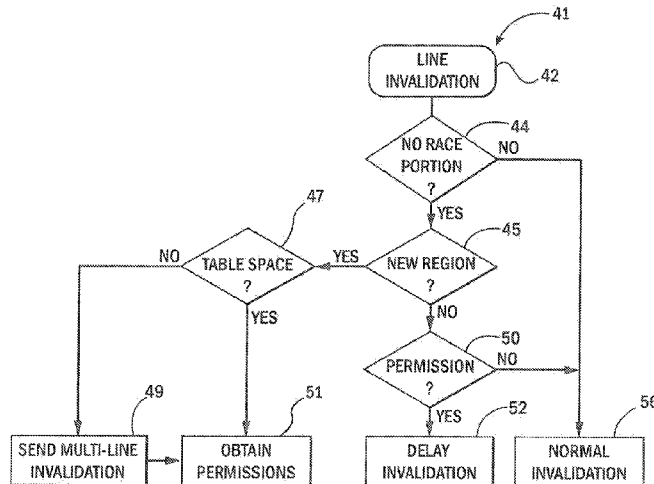 41
LINE
INVALIDATION
42
44
NO RACE
PORTION
?
NO
YES
47
45
NO
TABLE SPACE
?
YES
NEW REGION
?
YES
NO
50
PERMISSION
?
NO
YES
49
51
52
56
SEND MULTI-LINE
INVALIDATION
OBTAIN
PERMISSIONS
DELAY
INVALIDATION
NORMAL
INVALIDATION